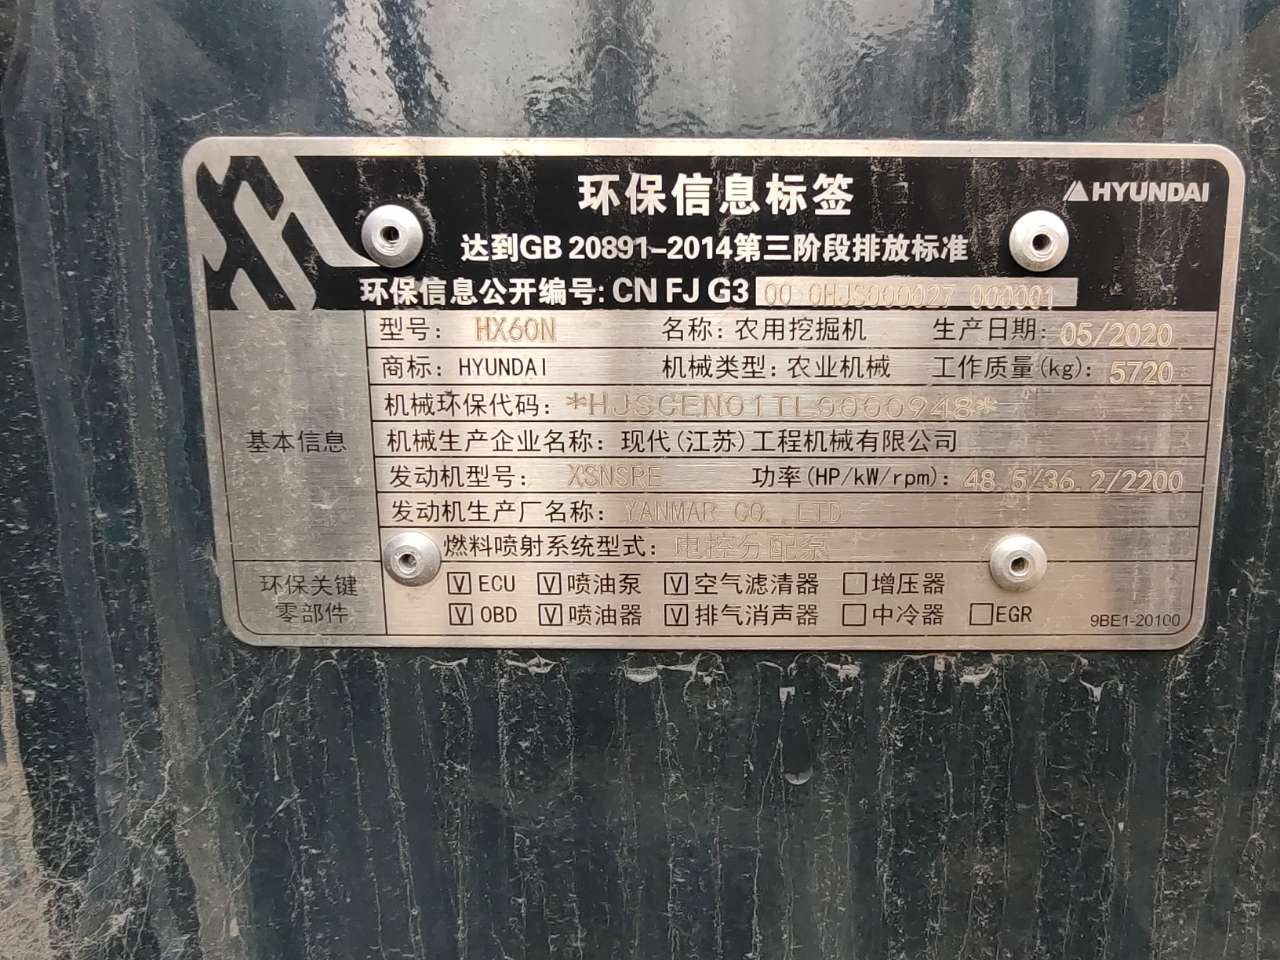 环保信息标签
HYUNDAI
达到GB 20891-2014第三阶段排放标准
环保信息公开编号: CN FJ G3 00 0HJS000027 000001
基本信息
型号: HX60N 名称: 农用挖掘机 生产日期: 05/2020
商标: HYUNDAI 机械类型: 农业机械 工作质量(kg): 5720
机械环保代码: *HJSCEN01TL0000948*
机械生产企业名称: 现代(江苏)工程机械有限公司
发动机型号: XSNSRE 功率(HP/kW/rpm): 48.5/36.2/2200
发动机生产厂名称: YANMAR CO. LTD
燃料喷射系统型式: 电控分配泵
环保关键零部件
V ECU V 喷油泵 V 空气滤清器 □ 增压器
V OBD V 喷油器 V 排气消声器 □ 中冷器 □ EGR
9BE1-20100